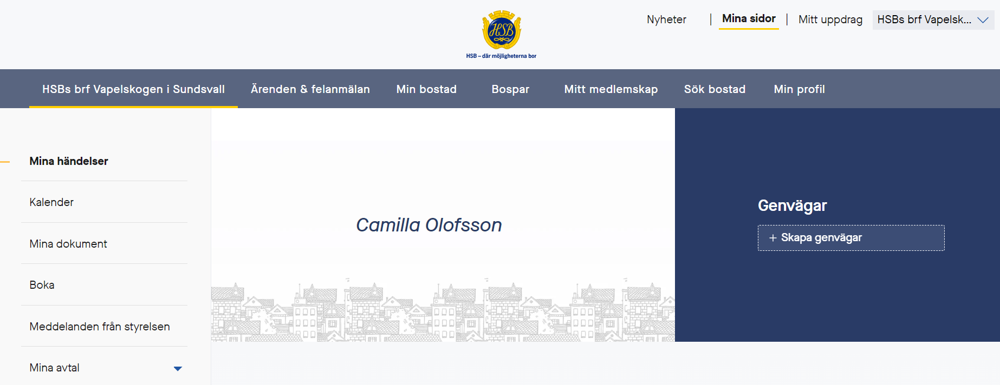 HSB
HSB – där möjligheterna bor
Nyheter
Mina sidor
Mitt uppdrag
HSBs brf Vapelsk...
HSBs brf Vapelskogen i Sundsvall
Ärenden & felanmälan
Min bostad
Bospar
Mitt medlemskap
Sök bostad
Min profil
Mina händelser
Kalender
Mina dokument
Boka
Meddelanden från styrelsen
Mina avtal
Camilla Olofsson
Genvägar
+ Skapa genvägar